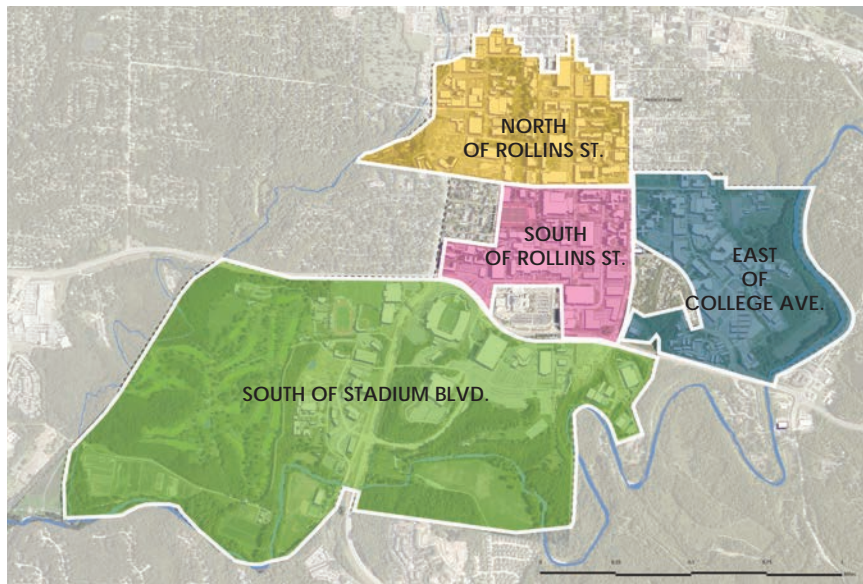 NORTH
OF ROLLINS ST.
SOUTH
OF ROLLINS ST.
EAST
OF
COLLEGE AVE.
SOUTH OF STADIUM BLVD.